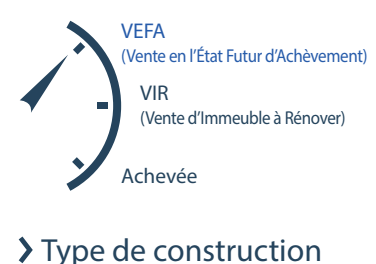 VEFA
(Vente en l'État Futur d'Achèvement)
VIR
(Vente d'Immeuble à Rénover)
Achevée
Type de construction